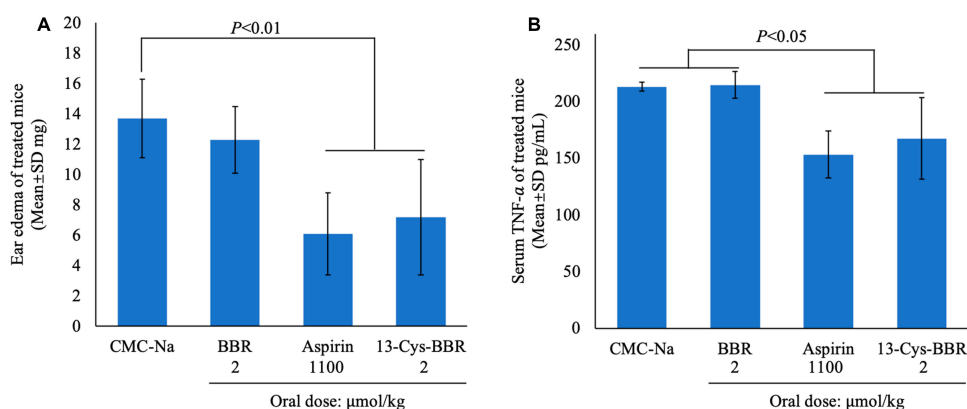 A
Ear edema of treated mice
(Mean±SD mg)
20
18
16
14
12
10
8
6
4
2
0
P<0.01
CMC-Na BBR Aspirin 13-Cys-BBR
2 1100 2
Oral dose: μmol/kg
B
Serum TNF-a of treated mice
(Mean±SD pg/mL)
250
200
150
100
50
0
P<0.05
CMC-Na BBR Aspirin 13-Cys-BBR
2 1100 2
Oral dose: μmol/kg